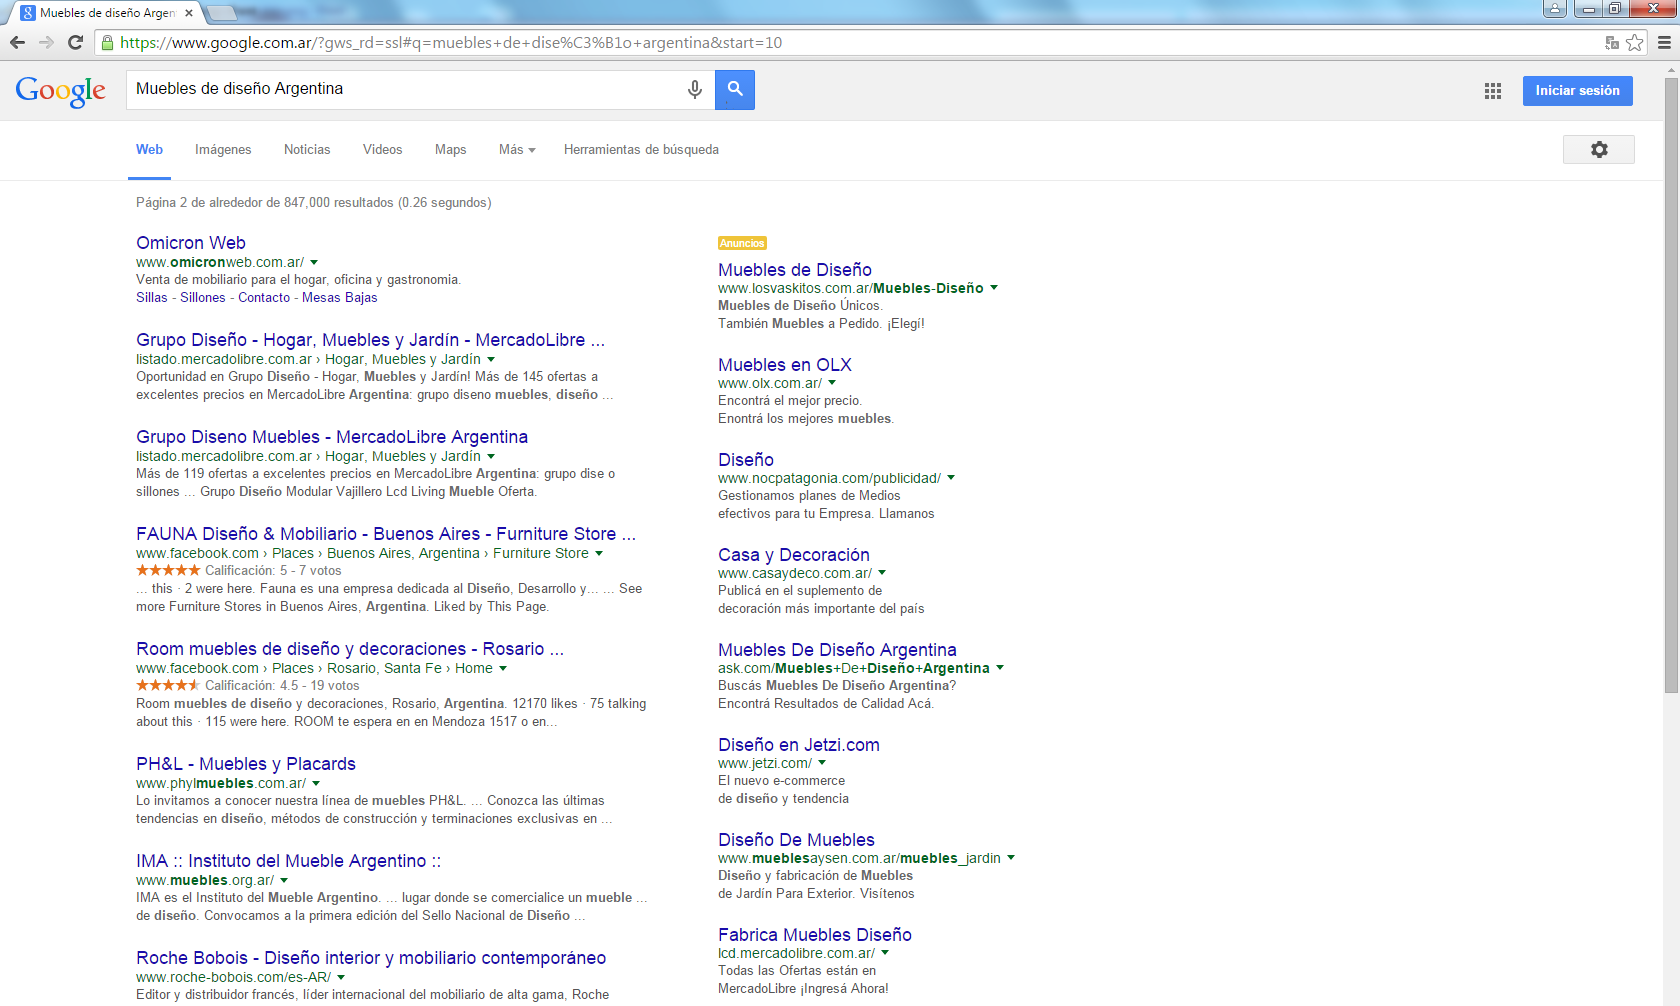 Muebles de diseño Argen
https://www.google.com.ar/?gws_rd=ssl#q=muebles+de+dise%C3%B1o+argentina&start=10
Google
Muebles de diseño Argentina
Iniciar sesión
Web
Imágenes
Noticias
Videos
Maps
Más
Herramientas de búsqueda
Página 2 de alrededor de 847,000 resultados (0.26 segundos)
Omicron Web
www.omicronweb.com.ar/
Venta de mobiliario para el hogar, oficina y gastronomia.
Sillas - Sillones - Contacto - Mesas Bajas
Grupo Diseño - Hogar, Muebles y Jardín - MercadoLibre ...
listado.mercadolibre.com.ar › Hogar, Muebles y Jardín
Oportunidad en Grupo Diseño - Hogar, Muebles y Jardín! Más de 145 ofertas a
excelentes precios en MercadoLibre Argentina: grupo diseno muebles, diseño ...
Grupo Diseno Muebles - MercadoLibre Argentina
listado.mercadolibre.com.ar › Hogar, Muebles y Jardín
Más de 119 ofertas a excelentes precios en MercadoLibre Argentina: grupo dise o
sillones ... Grupo Diseño Modular Vajillero Lcd Living Mueble Oferta.
FAUNA Diseño & Mobiliario - Buenos Aires - Furniture Store ...
www.facebook.com › Places › Buenos Aires, Argentina › Furniture Store
Calificación: 5 - 7 votos
... this · 2 were here. Fauna es una empresa dedicada al Diseño, Desarrollo y... ... See
more Furniture Stores in Buenos Aires, Argentina. Liked by This Page.
Room muebles de diseño y decoraciones - Rosario ...
www.facebook.com › Places › Rosario, Santa Fe › Home
Calificación: 4.5 - 19 votos
Room muebles de diseño y decoraciones, Rosario, Argentina. 12170 likes · 75 talking
about this · 115 were here. ROOM te espera en en Mendoza 1517 o en...
PH&L - Muebles y Placards
www.phylmuebles.com.ar/
Lo invitamos a conocer nuestra línea de muebles PH&L. ... Conozca las últimas
tendencias en diseño, métodos de construcción y terminaciones exclusivas en ...
IMA :: Instituto del Mueble Argentino ::
www.muebles.org.ar/
IMA es el Instituto del Mueble Argentino. ... lugar donde se comercialice un mueble ...
de diseño. Convocamos a la primera edición del Sello Nacional de Diseño ...
Roche Bobois - Diseño interior y mobiliario contemporáneo
www.roche-bobois.com/es-AR/
Editor y distribuidor francés, líder internacional del mobiliario de alta gama, Roche
Anuncios
Muebles de Diseño
www.losvaskitos.com.ar/Muebles-Diseño
Muebles de Diseño Únicos.
También Muebles a Pedido. ¡Elegí!
Muebles en OLX
www.olx.com.ar/
Encontrá el mejor precio.
Enontrá los mejores muebles.
Diseño
www.nocpatagonia.com/publicidad/
Gestionamos planes de Medios
efectivos para tu Empresa. Llamanos
Casa y Decoración
www.casaydeco.com.ar/
Publicá en el suplemento de
decoración más importante del país
Muebles De Diseño Argentina
ask.com/Muebles+De+Diseño+Argentina
Buscás Muebles De Diseño Argentina?
Encontrá Resultados de Calidad Acá.
Diseño en Jetzi.com
www.jetzi.com/
El nuevo e-commerce
de diseño y tendencia
Diseño De Muebles
www.mueblesaysen.com.ar/muebles_jardin
Diseño y fabricación de Muebles
de Jardín Para Exterior. Visítenos
Fabrica Muebles Diseño
lcd.mercadolibre.com.ar/
Todas las Ofertas están en
MercadoLibre ¡Ingresá Ahora!